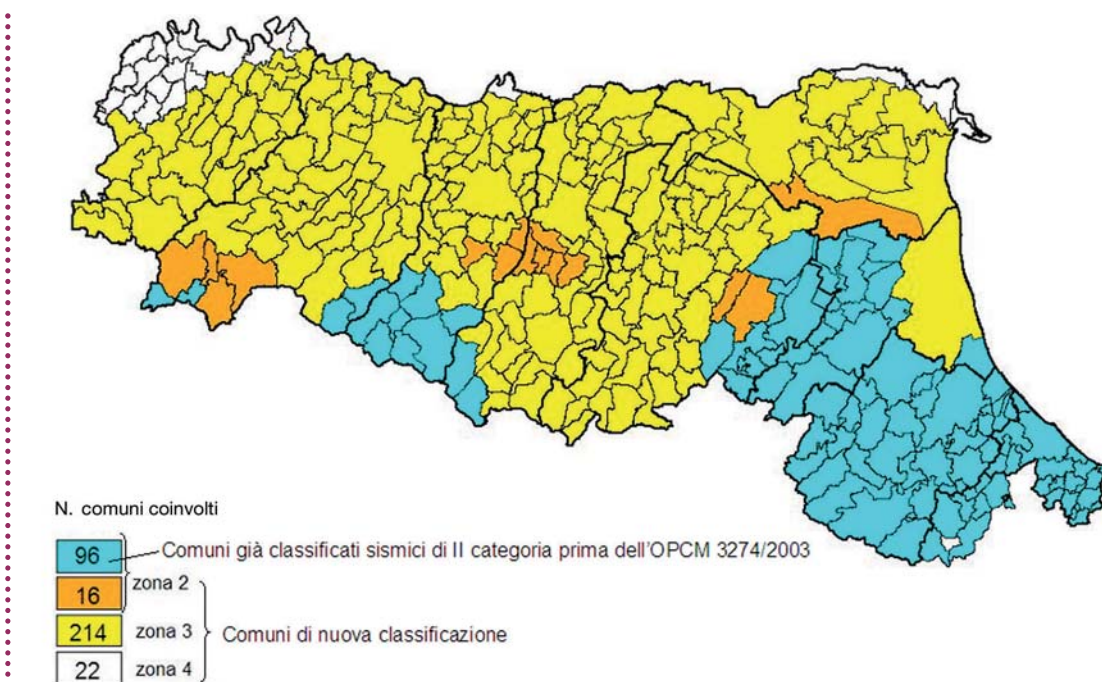 N. comuni coinvolti
96 Comuni già classificati sismici di II categoria prima dell'OPCM 3274/2003
16 zona 2
214 zona 3 Comuni di nuova classificazione
22 zona 4